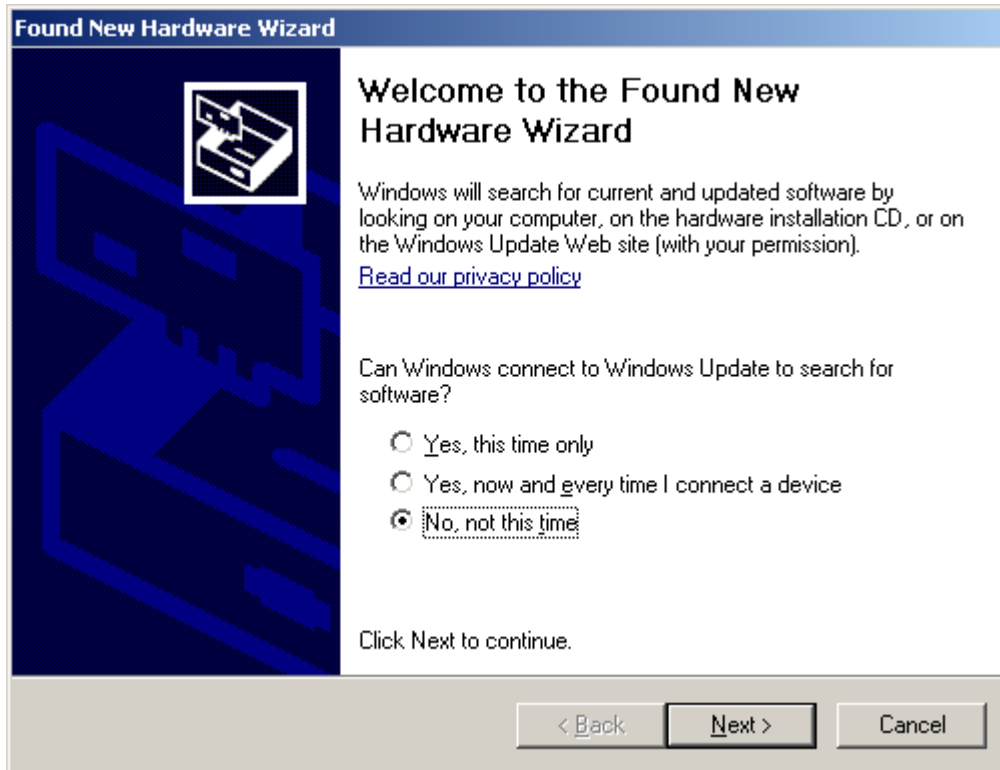 Found New Hardware Wizard
Welcome to the Found New
Hardware Wizard
Windows will search for current and updated software by
looking on your computer, on the hardware installation CD, or on
the Windows Update Web site (with your permission).
Read our privacy policy
Can Windows connect to Windows Update to search for
software?
Yes, this time only
Yes, now and every time I connect a device
No, not this time
Click Next to continue.
< Back Next > Cancel